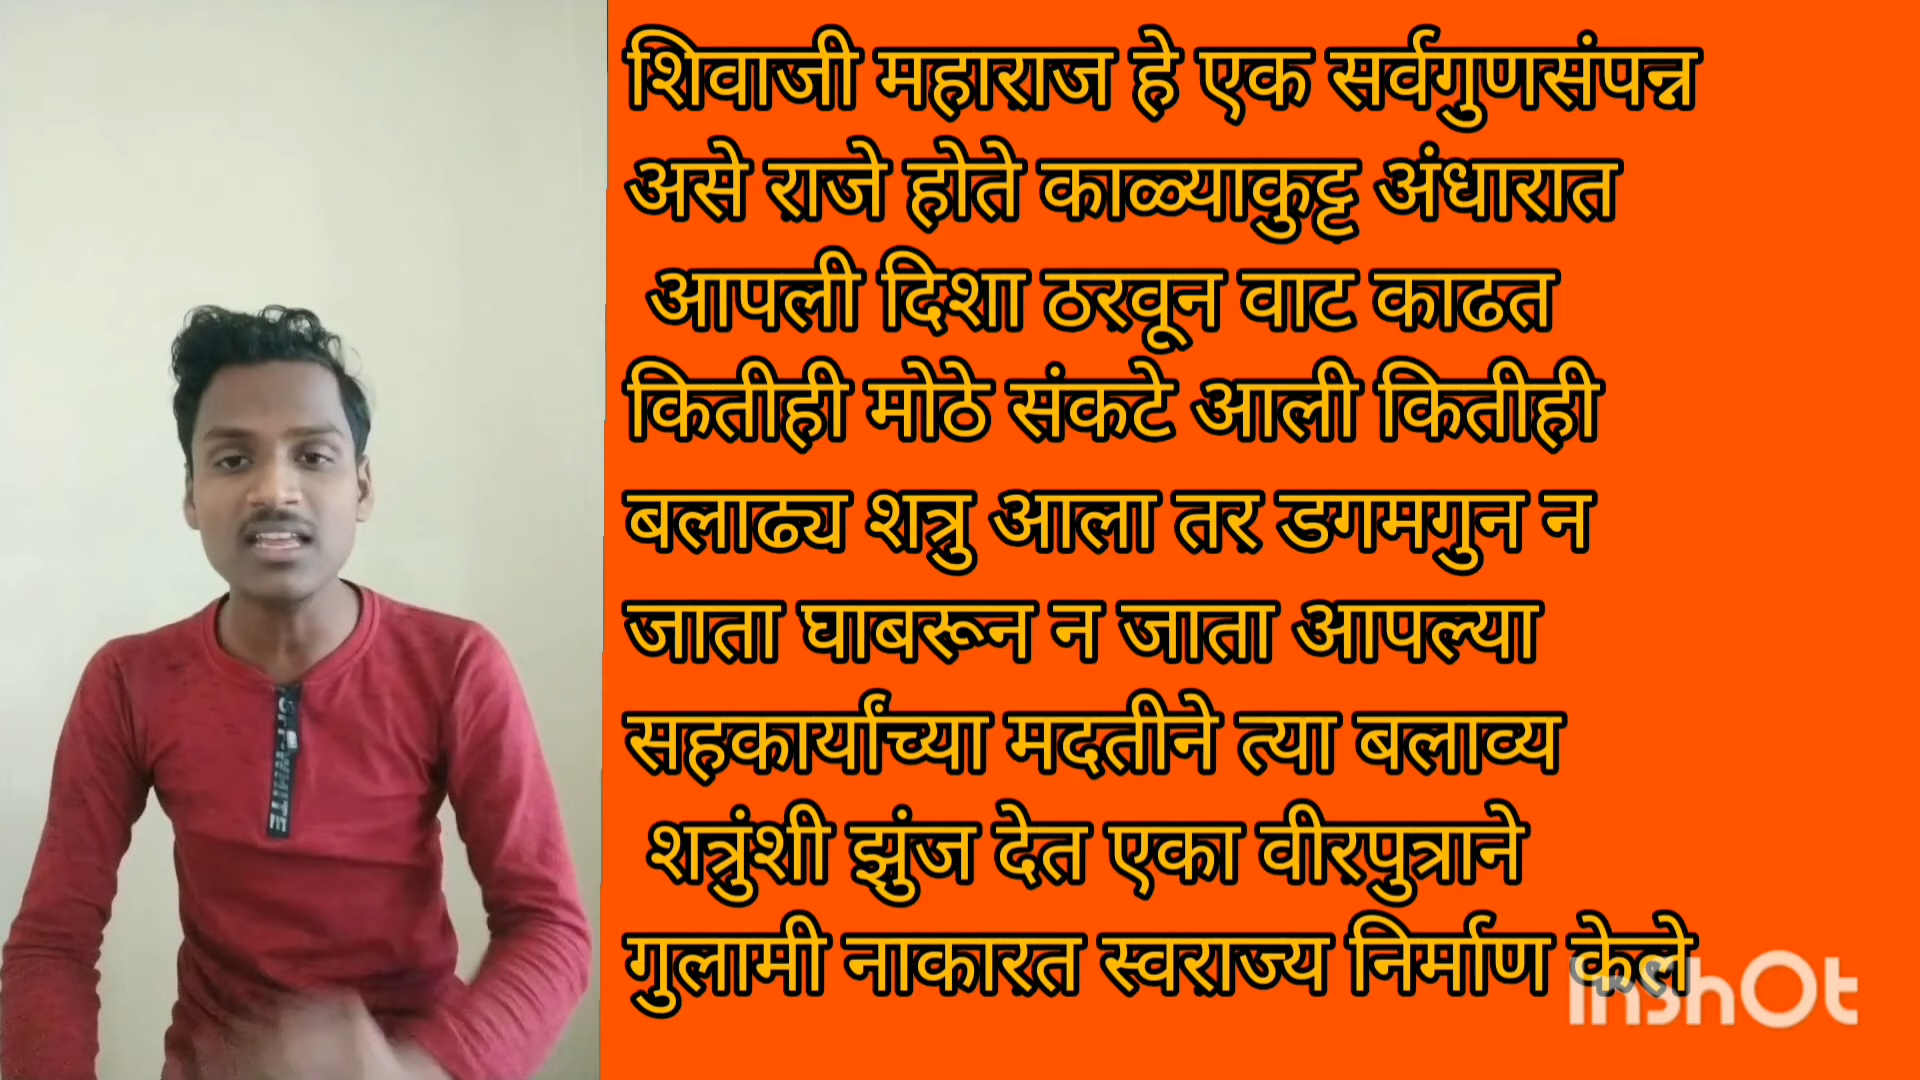 शिवाजी महाराज हे एक सर्वगुणसंपन्न
असे राजे होते काळ्याकुट्ट अंधारात
आपली दिशा ठरवून वाट काढत
कितीही मोठे संकटे आली कितीही
बलाढ्य शत्रु आला तर डगमगुन न
जाता घाबरून न जाता आपल्या
सहकार्यांच्या मदतीने त्या बलाव्य
शत्रुंशी झुंज देत एका वीरपुत्राने
गुलामी नाकारत स्वराज्य निर्माण केले
InShOt